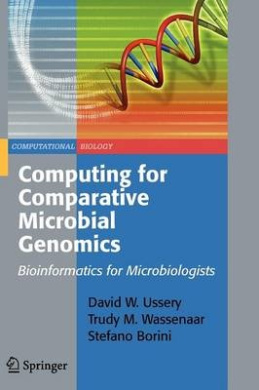 COMPUTATIONAL BIOLOGY
Computing for
Comparative
Microbial
Genomics
Bioinformatics for Microbiologists
David W. Ussery
Trudy M. Wassenaar
Stefano Borini
Springer